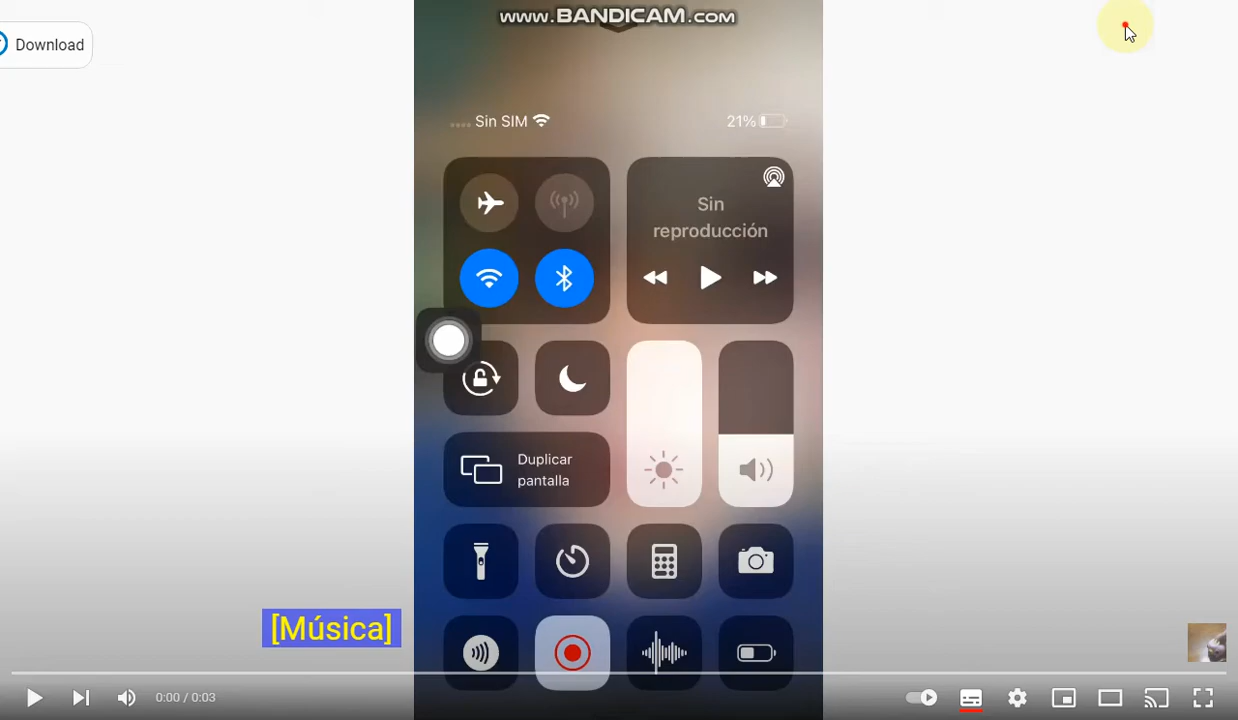 www.BANDICAM.com
Download
Sin SIM
21%
Sin
reproducción
Duplicar
pantalla
[Música]
0:00 / 0:03